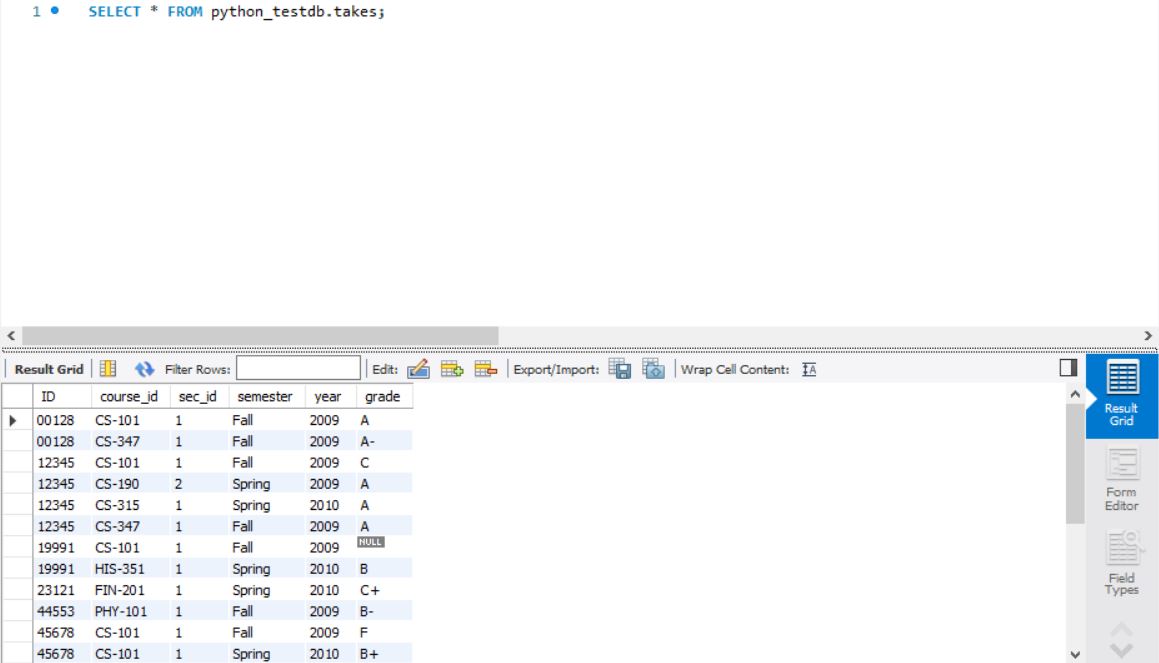 1 SELECT * FROM python_testdb.takes;
Result Grid Filter Rows: Edit: Export/Import: Wrap Cell Content: IA
ID course_id sec_id semester year grade
00128 CS-101 1 Fall 2009 A
00128 CS-347 1 Fall 2009 A-
12345 CS-101 1 Fall 2009 C
12345 CS-190 2 Spring 2009 A
12345 CS-315 1 Spring 2010 A
12345 CS-347 1 Fall 2009 A
19991 CS-101 1 Fall 2009 NULL
19991 HIS-351 1 Spring 2010 B
23121 FIN-201 1 Spring 2010 C+
44553 PHY-101 1 Fall 2009 B-
45678 CS-101 1 Fall 2009 F
45678 CS-101 1 Spring 2010 B+
Result
Grid
Form
Editor
Field
Types